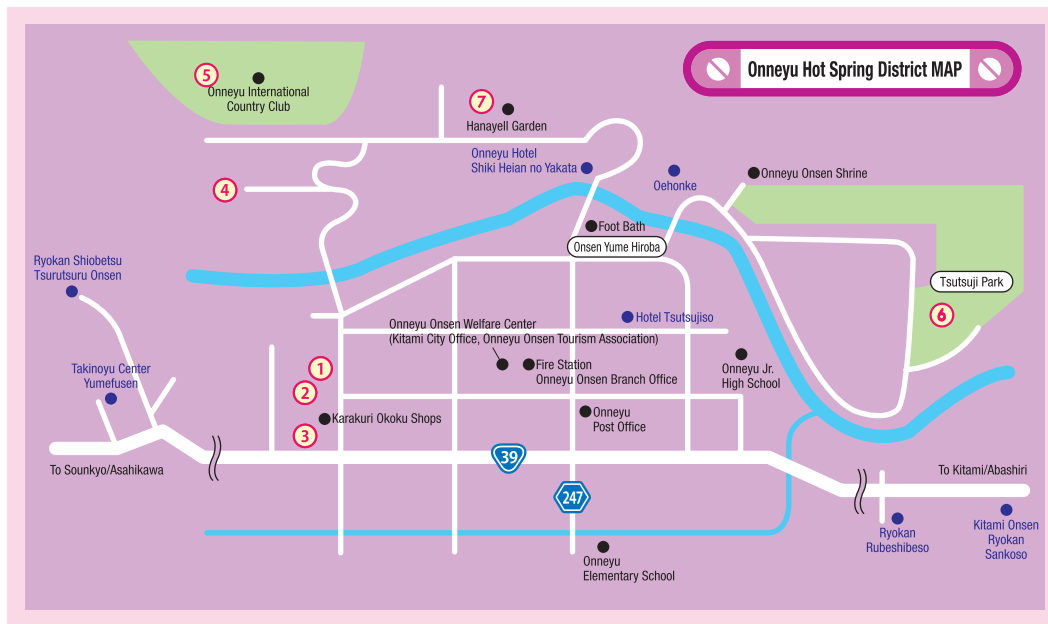 Onneyu Hot Spring District MAP
5
Onneyu International
Country Club
7
Hanayell Garden
Onneyu Hotel
Shiki Heian no Yakata
Oehonke
Onneyu Onsen Shrine
4
Foot Bath
Onsen Yume Hiroba
Ryokan Shiobetsu
Tsurutsuru Onsen
Tsutsuji Park
6
Hotel Tsutsujiso
Onneyu Onsen Welfare Center
(Kitami City Office, Onneyu Onsen Tourism Association)
Fire Station
Onneyu Onsen Branch Office
Onneyu Jr.
High School
Takinoyu Center
Yumefusen
1
2
3
Karakuri Okoku Shops
Onneyu
Post Office
39
To Sounkyo/Asahikawa
To Kitami/Abashiri
247
Ryokan
Rubeshibeso
Kitami Onsen
Ryokan
Sankoso
Onneyu
Elementary School